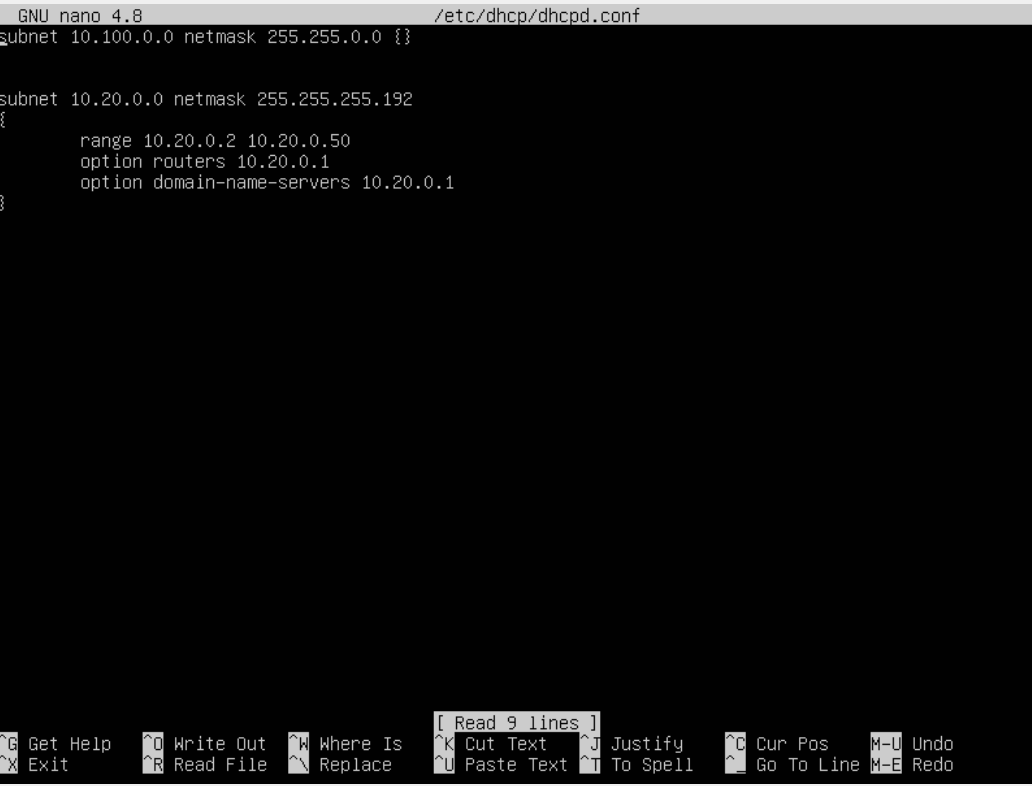 GNU nano 4.8 /etc/dhcp/dhcpd.conf
subnet 10.100.0.0 netmask 255.255.0.0 {}
subnet 10.20.0.0 netmask 255.255.255.192
{
range 10.20.0.2 10.20.0.50
option routers 10.20.0.1
option domain-name-servers 10.20.0.1
}
[ Read 9 lines ]
^G Get Help ^O Write Out ^W Where Is ^K Cut Text ^J Justify ^C Cur Pos M-U Undo
^X Exit ^R Read File ^\ Replace ^U Paste Text ^T To Spell ^_ Go To Line M-E Redo